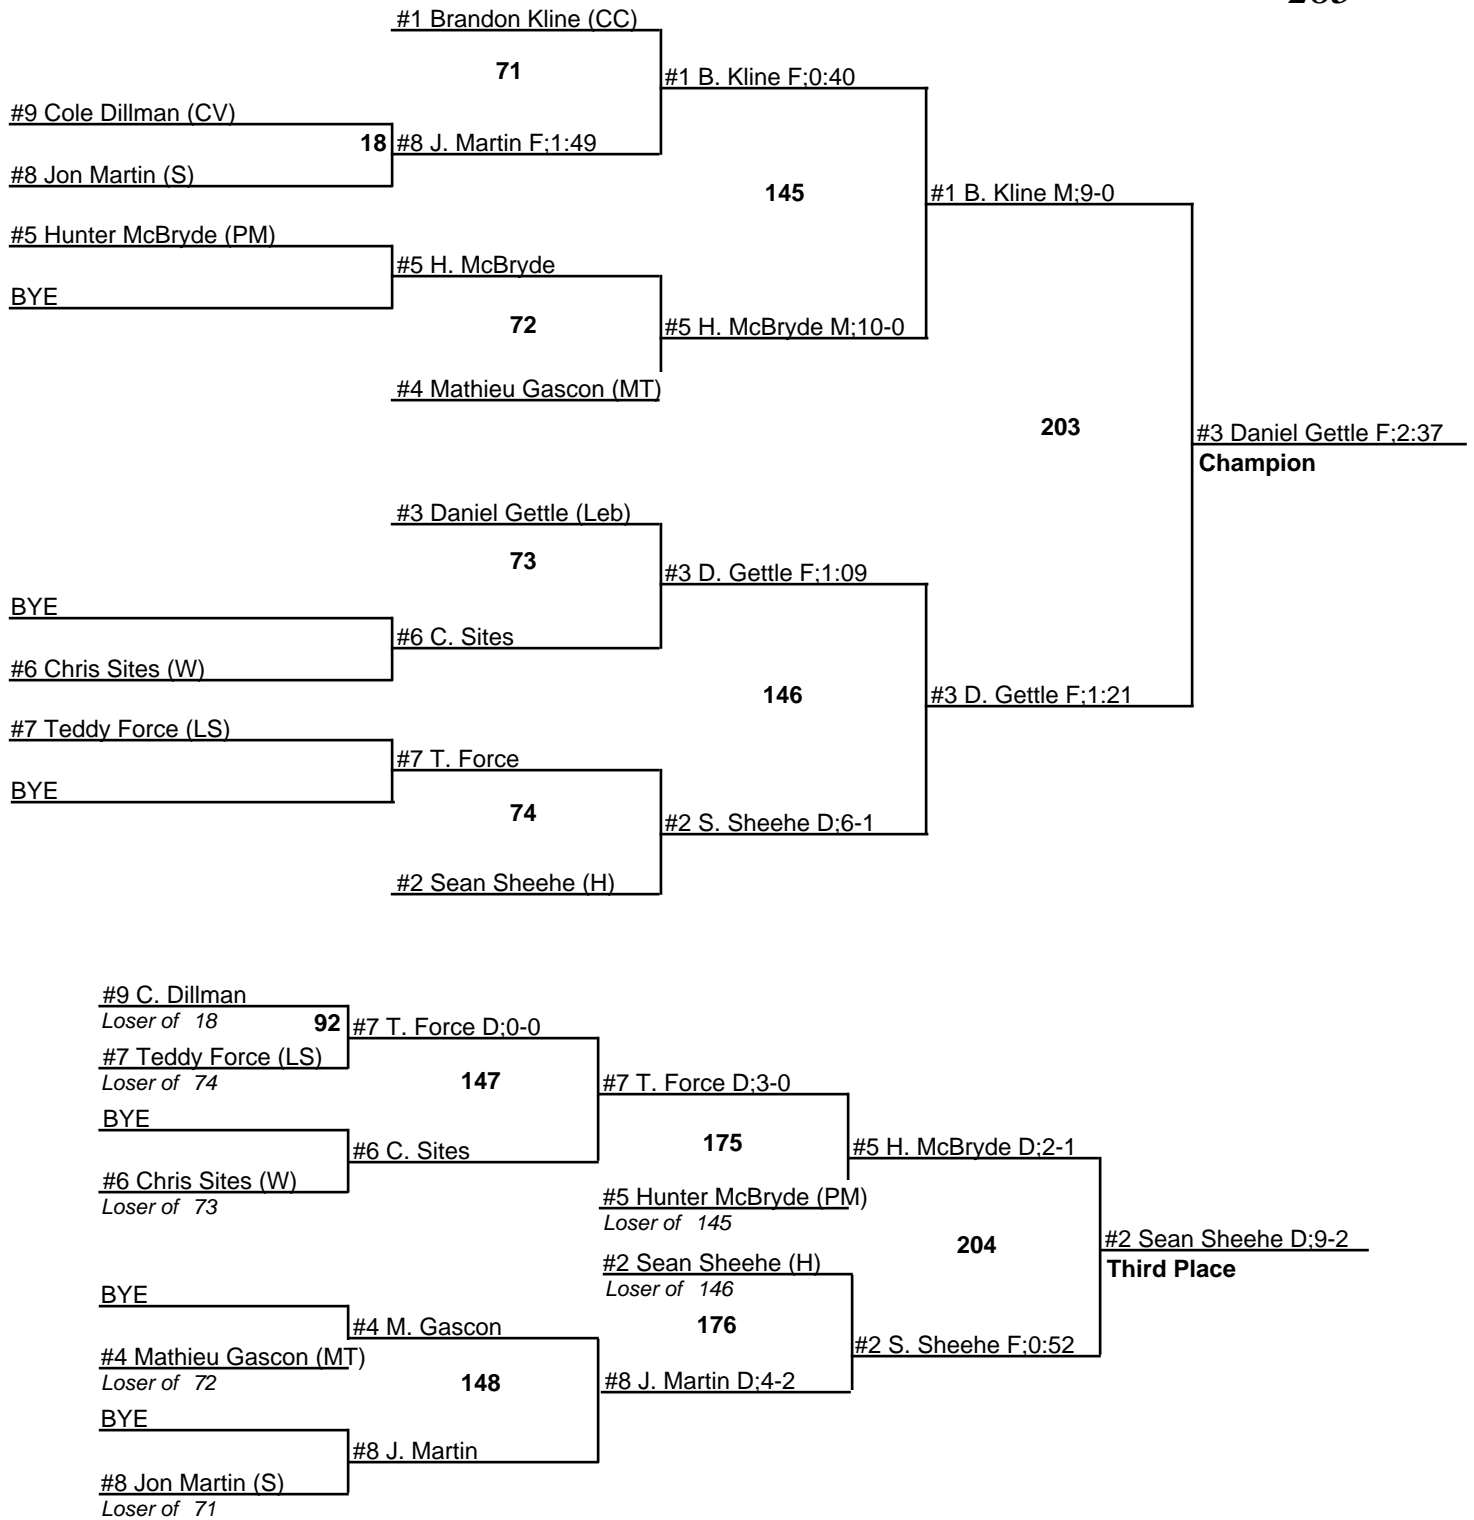 #1 Brandon Kline (CC)
71
#1 B. Kline F;0:40
#9 Cole Dillman (CV)
18 #8 J. Martin F;1:49
#8 Jon Martin (S)
145
#1 B. Kline M;9-0
#5 Hunter McBryde (PM)
#5 H. McBryde
BYE
72
#5 H. McBryde M;10-0
#4 Mathieu Gascon (MT)
203
#3 Daniel Gettle F;2:37
Champion
#3 Daniel Gettle (Leb)
73
#3 D. Gettle F;1:09
BYE
#6 C. Sites
#6 Chris Sites (W)
146
#3 D. Gettle F;1:21
#7 Teddy Force (LS)
#7 T. Force
BYE
74
#2 S. Sheehe D;6-1
#2 Sean Sheehe (H)
#9 C. Dillman
Loser of 18
92 #7 T. Force D;0-0
#7 Teddy Force (LS)
Loser of 74
147
#7 T. Force D;3-0
BYE
#6 C. Sites
#6 Chris Sites (W)
Loser of 73
175
#5 H. McBryde D;2-1
#5 Hunter McBryde (PM)
Loser of 145
204
#2 Sean Sheehe D;9-2
Third Place
#2 Sean Sheehe (H)
Loser of 146
BYE
#4 M. Gascon
#4 Mathieu Gascon (MT)
Loser of 72
176
#2 S. Sheehe F;0:52
148
#8 J. Martin D;4-2
BYE
#8 J. Martin
#8 Jon Martin (S)
Loser of 71